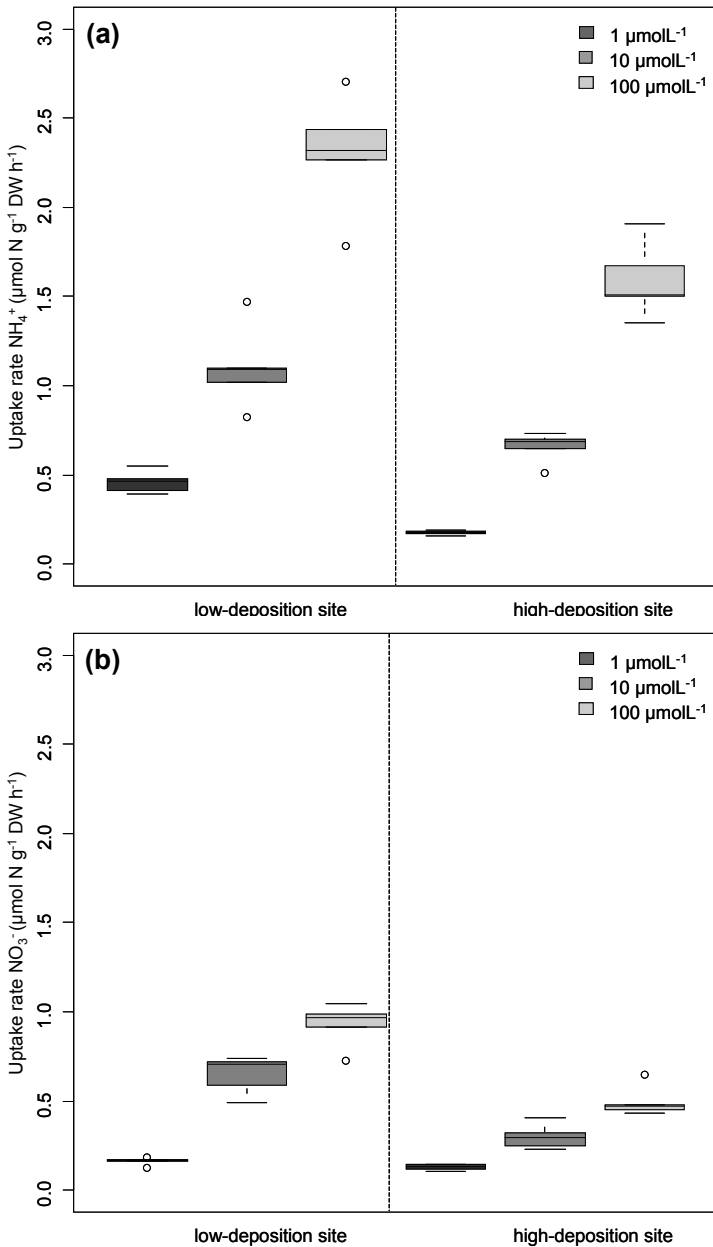 (a)
1 µmolL⁻¹
10 µmolL⁻¹
100 µmolL⁻¹
Uptake rate NH₄⁺ (µmol N g⁻¹ DW h⁻¹)
3.0
2.5
2.0
1.5
1.0
0.5
0.0
low-deposition site
high-deposition site
(b)
1 µmolL⁻¹
10 µmolL⁻¹
100 µmolL⁻¹
Uptake rate NO₃⁻ (µmol N g⁻¹ DW h⁻¹)
3.0
2.5
2.0
1.5
1.0
0.5
0.0
low-deposition site
high-deposition site